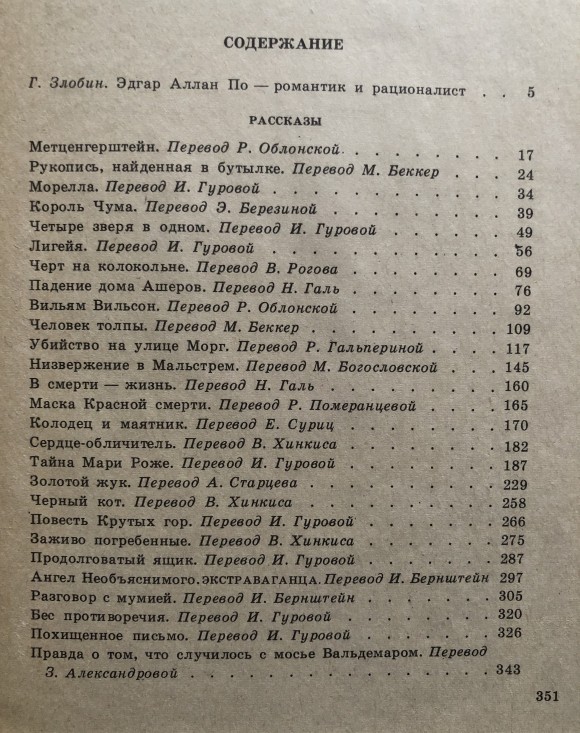 СОДЕРЖАНИЕ
Г. Злобин. Эдгар Аллан По — романтик и рационалист . . 5
РАССКАЗЫ
Метценгерштейн. Перевод Р. Облонской . . . . . . . 17
Рукопись, найденная в бутылке. Перевод М. Беккер . . . 24
Морелла. Перевод И. Гуровой . . . . . . . . . . 34
Король Чума. Перевод Э. Березиной . . . . . . . . 39
Четыре зверя в одном. Перевод И. Гуровой . . . . . 49
Лигейя. Перевод И. Гуровой . . . . . . . . . . 56
Черт на колокольне. Перевод В. Рогова . . . . . . . 69
Падение дома Ашеров. Перевод Н. Галь . . . . . . . 76
Вильям Вильсон. Перевод Р. Облонской . . . . . . . 92
Человек толпы. Перевод М. Беккер . . . . . . . . 109
Убийство на улице Морг. Перевод Р. Гальпериной . . . 117
Низвержение в Мальстрем. Перевод М. Богословской . . . 145
В смерти — жизнь. Перевод Н. Галь . . . . . . . . 160
Маска Красной смерти. Перевод Р. Померанцевой . . . . 165
Колодец и маятник. Перевод Е. Суриц . . . . . . . 170
Сердце-обличитель. Перевод В. Хинкиса . . . . . . . 182
Тайна Мари Роже. Перевод И. Гуровой . . . . . . . 187
Золотой жук. Перевод А. Старцева . . . . . . . . 229
Черный кот. Перевод В. Хинкиса . . . . . . . . . 258
Повесть Крутых гор. Перевод И. Гуровой . . . . . . 266
Заживо погребенные. Перевод В. Хинкиса . . . . . . 275
Продолговатый ящик. Перевод И. Гуровой . . . . . . 287
Ангел Необъяснимого. ЭКСТРАВАГАНЦА. Перевод И. Бернштейн 297
Разговор с мумией. Перевод И. Бернштейн . . . . . . 305
Бес противоречия. Перевод И. Гуровой . . . . . . . 320
Похищенное письмо. Перевод И. Гуровой . . . . . . 326
Правда о том, что случилось с мосье Вальдемаром. Перевод
З. Александровой . . . . . . . . . . . . . . 343
351